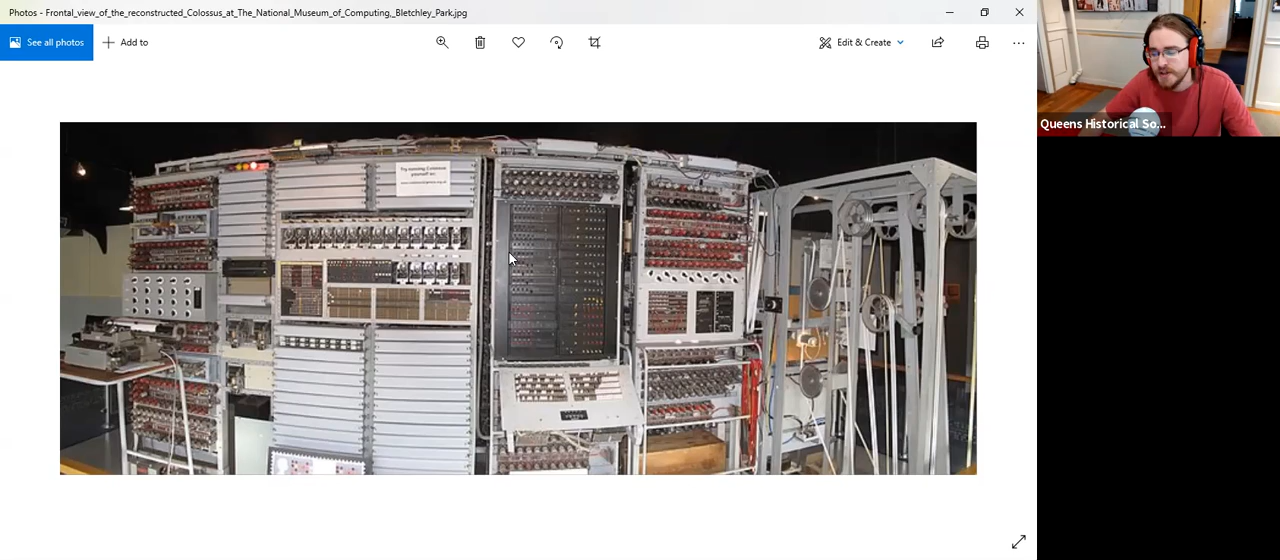 Photos - Frontal_view_of_the_reconstructed_Colossus_at_The_National_Museum_of_Computing,_Bletchley_Park.jpg
See all photos
Add to
Edit & Create
Queens Historical So...